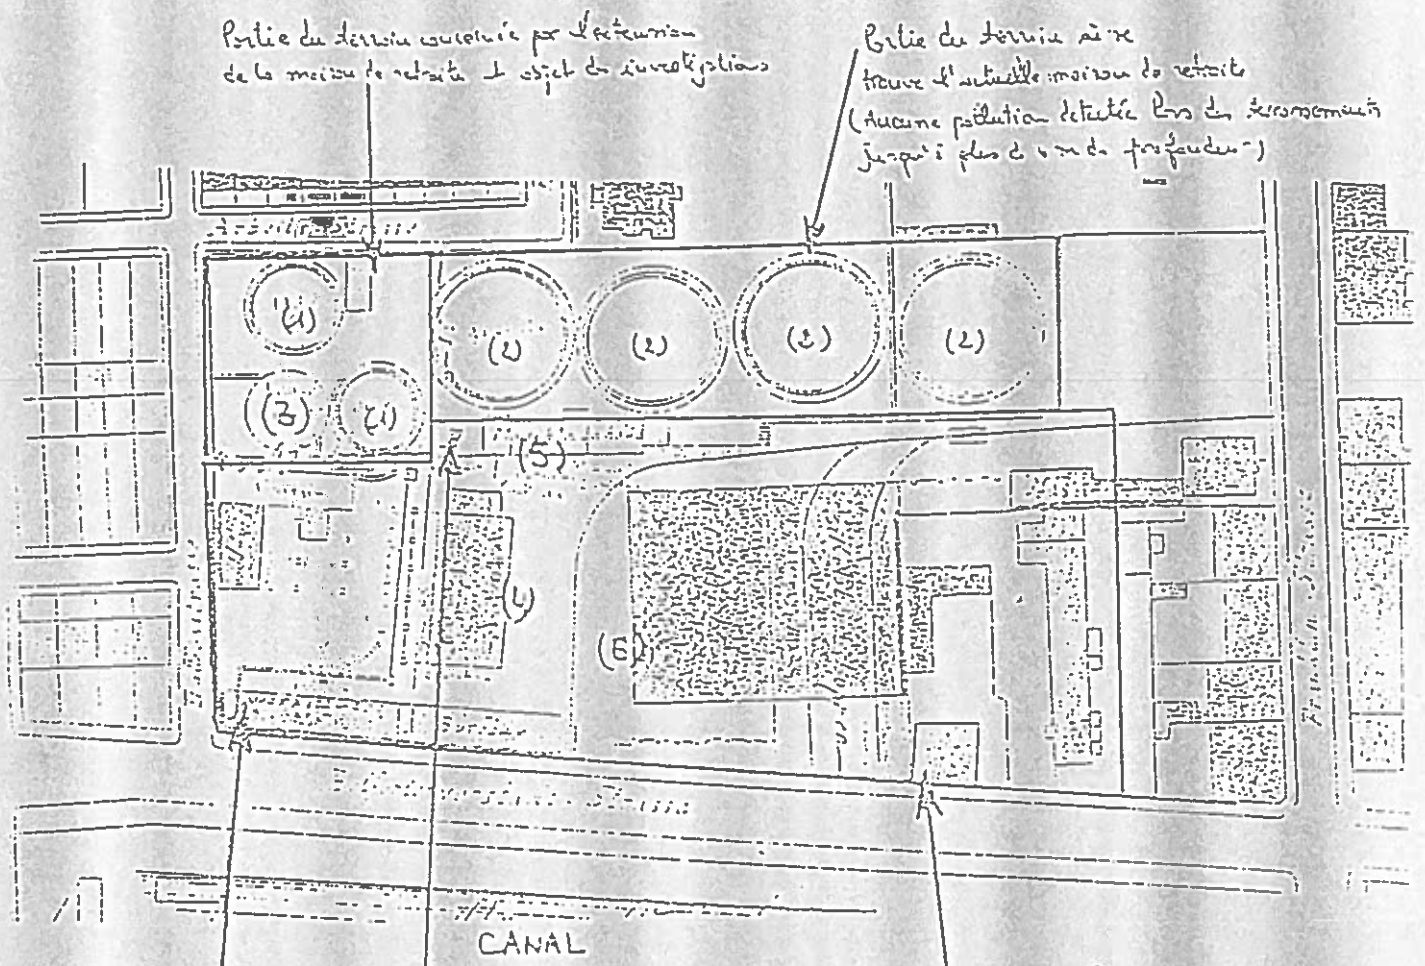 Partie du terrain concernée par l'extension
de la maison de retraite et objet des investigations
Partie du terrain où se
trouve l'actuelle maison de retraite
(Aucune pollution détectée lors des terrassements
jusqu'à plus de m de profondeur)
(1)
(2)
(2)
(2)
(2)
(3)
(1)
(5)
(4)
(6)
CANAL